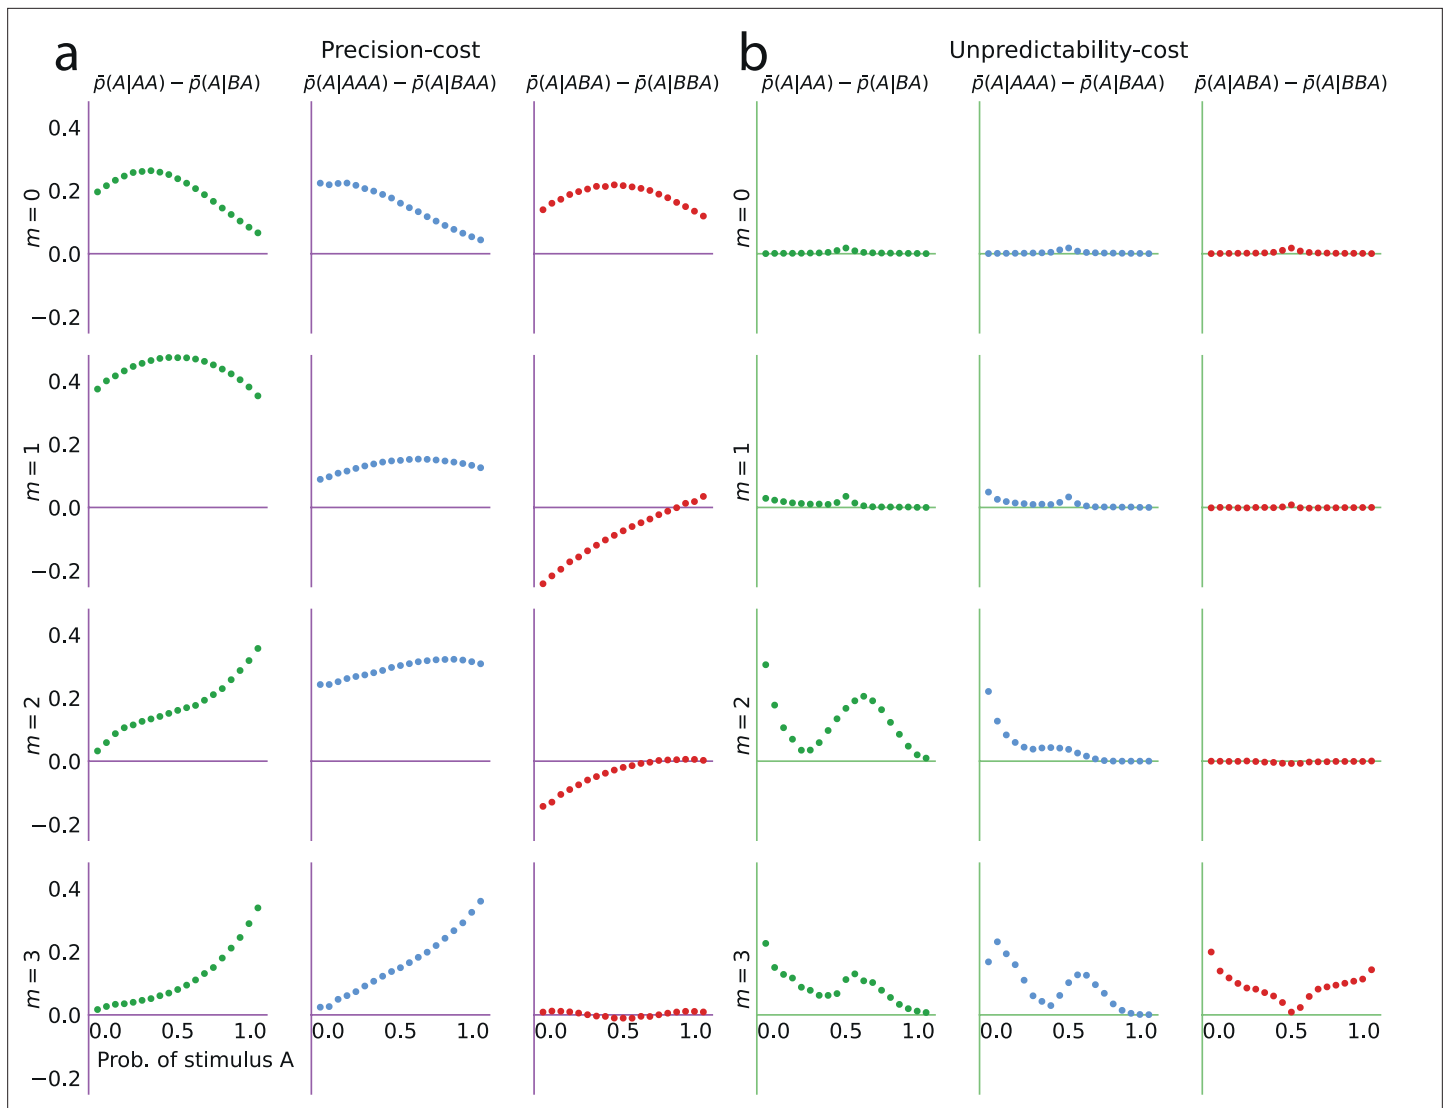 a Precision-cost
p̄(A|AA) − p̄(A|BA) p̄(A|AAA) − p̄(A|BAA) p̄(A|ABA) − p̄(A|BBA)
b Unpredictability-cost
p̄(A|AA) − p̄(A|BA) p̄(A|AAA) − p̄(A|BAA) p̄(A|ABA) − p̄(A|BBA)
m = 0
0.4
0.2
0.0
−0.2
m = 0
m = 1
0.4
0.2
0.0
−0.2
m = 1
m = 2
0.4
0.2
0.0
−0.2
m = 2
m = 3
0.4
0.2
0.0
−0.2
m = 3
0.0 0.5 1.0 0.0 0.5 1.0 0.0 0.5 1.0 0.0 0.5 1.0 0.0 0.5 1.0 0.0 0.5 1.0
Prob. of stimulus A